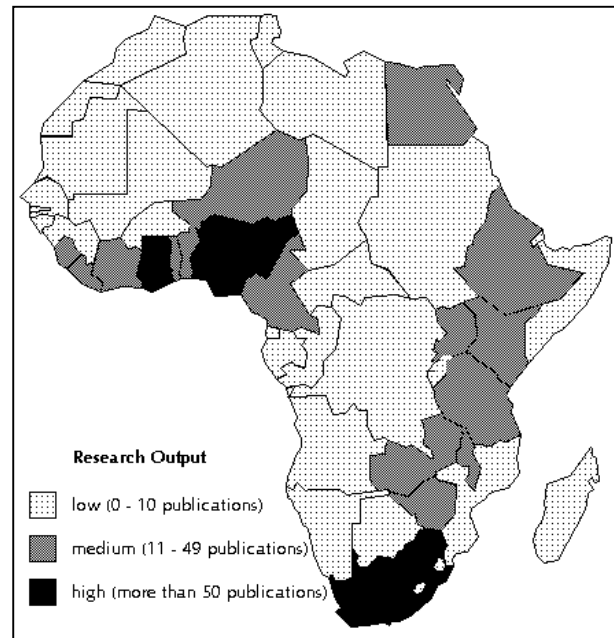 Research Output
low (0 - 10 publications)
medium (11 - 49 publications)
high (more than 50 publications)